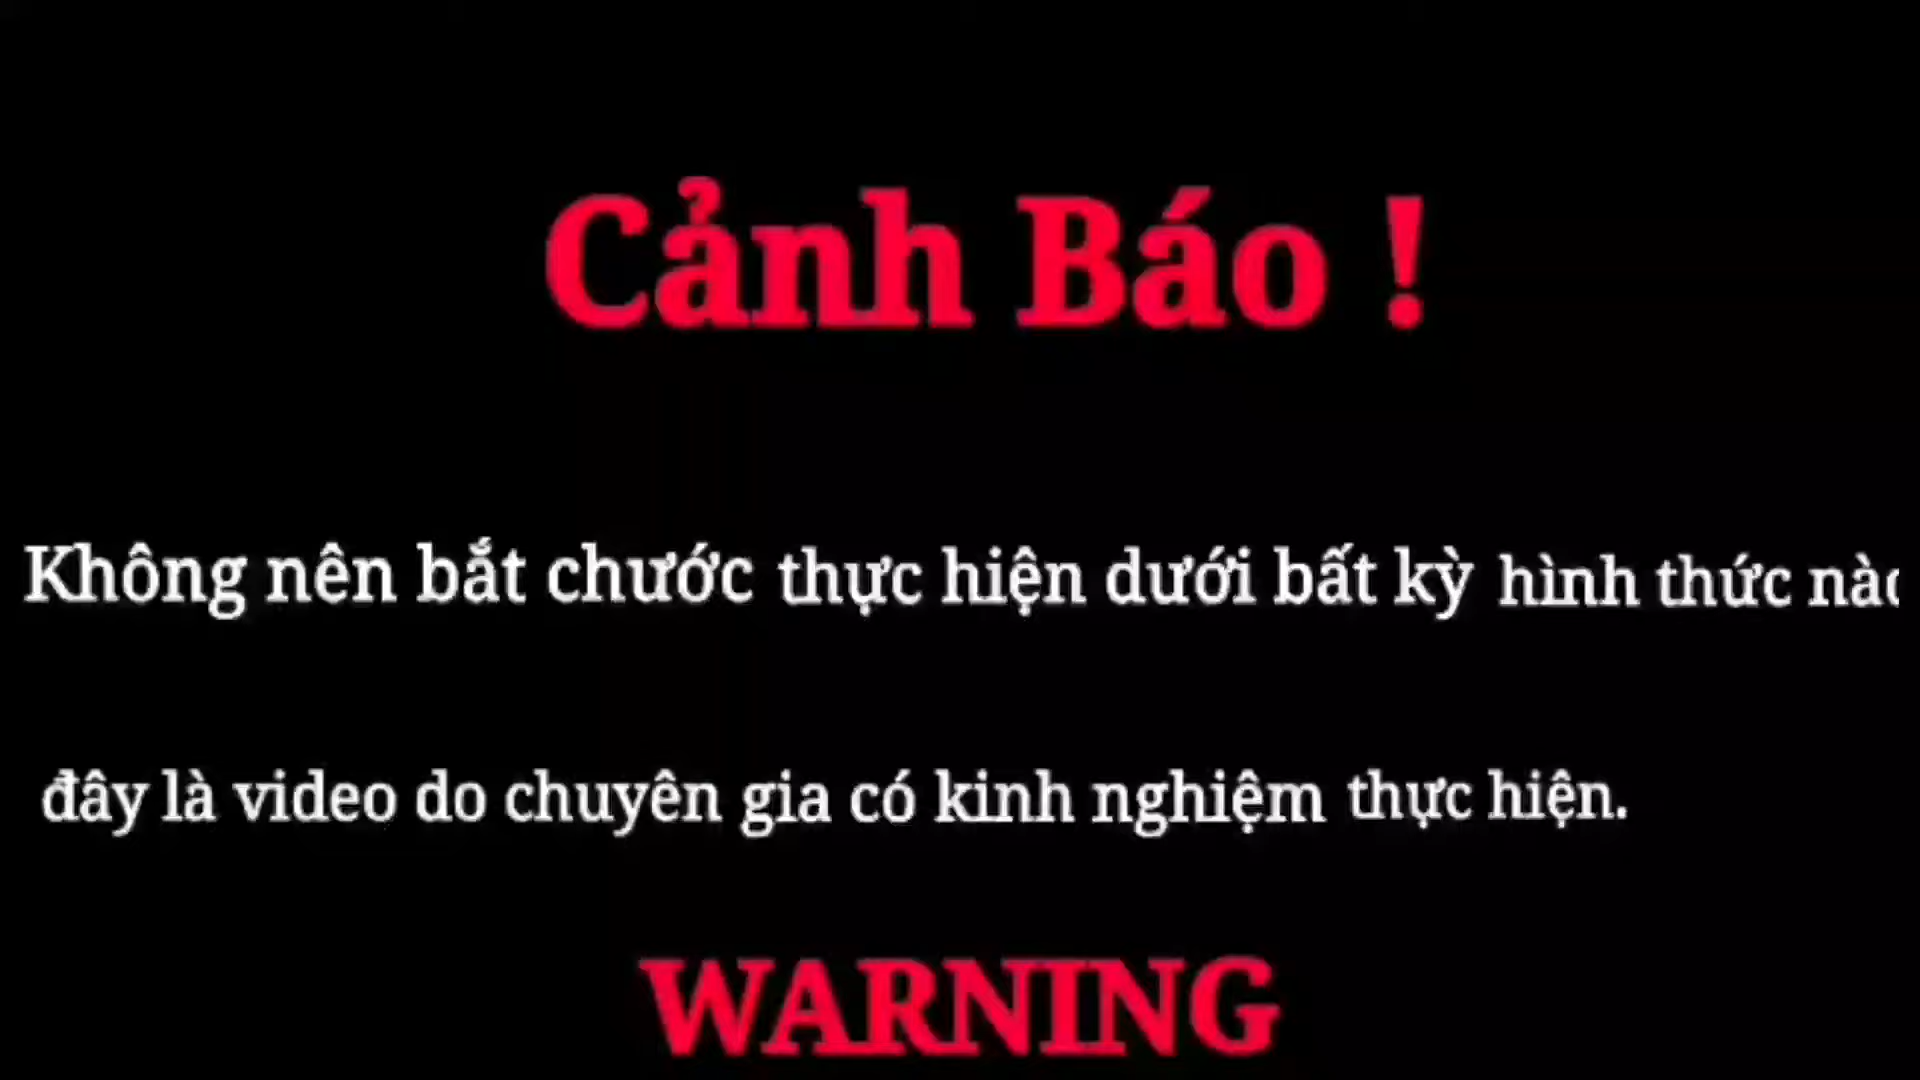 Cảnh Báo !
Không nên bắt chước thực hiện dưới bất kỳ hình thức nào
đây là video do chuyên gia có kinh nghiệm thực hiện.
WARNING